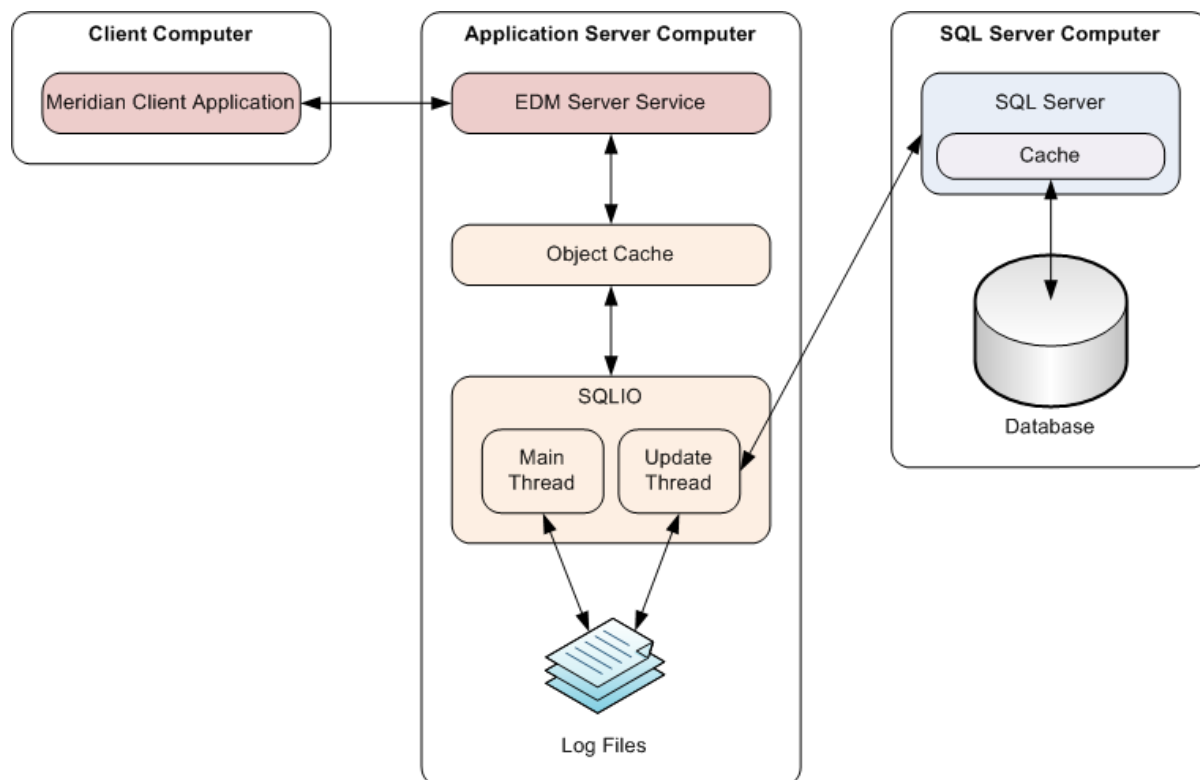 Client Computer
Meridian Client Application
Application Server Computer
EDM Server Service
Object Cache
SQLIO
Main
Thread
Update
Thread
Log Files
SQL Server Computer
SQL Server
Cache
Database